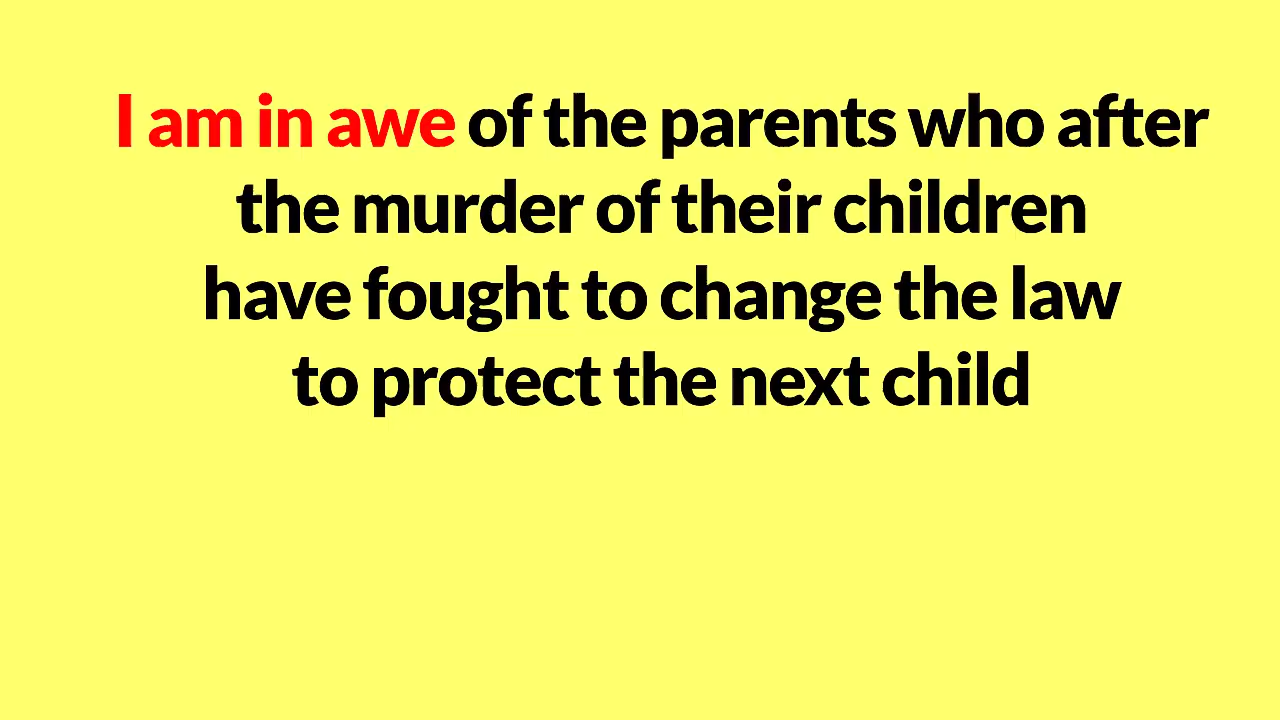 I am in awe of the parents who after
the murder of their children
have fought to change the law
to protect the next child